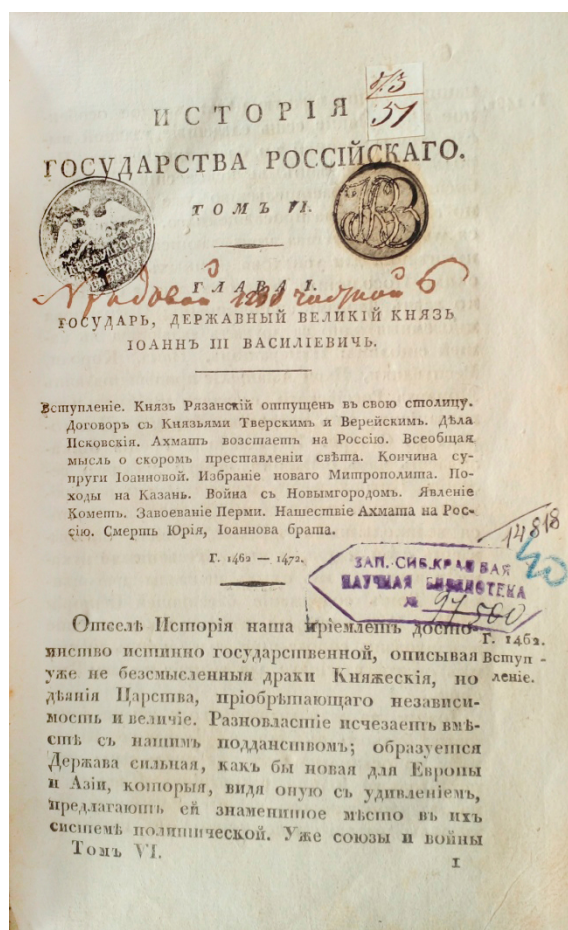 б/3
51
ИСТОРІЯ
ГОСУДАРСТВА РОССІЙСКАГО.
ТОМЪ VI.
ГЛАВА I.
ГОСУДАРЬ, ДЕРЖАВНЫЙ ВЕЛИКІЙ КНЯЗЬ
ІОАННЪ III ВАСИЛІЕВИЧЬ.
Вступленіе. Князь Рязанскій отпущенъ въ свою столицу.
Договоръ съ Князьями Тверскимъ и Верейскимъ. Дѣла
Псковскія. Ахматъ возстаетъ на Россію. Всеобщая
мысль о скоромъ преставленіи свѣта. Кончина су-
пруги Іоанновой. Избраніе новаго Митрополита. По-
ходы на Казань. Война съ Новымгородомъ. Явленіе
Кометъ. Завоеваніе Перми. Нашествіе Ахмата на Рос-
сію. Смерть Юрія, Іоаннова брата.
Г. 1462 — 1472.
14818
40
ЗАП. СИБ. КРАЕВАЯ
НАУЧНАЯ БИБЛИОТЕКА
№ 97500
Отселѣ Исторія наша пріемлетъ досто-
инство истинно государственной, описывая
уже не безсмысленныя драки Княжескія, но
дѣянія Царства, пріобрѣтающаго независи-
мость и величіе. Разновластіе исчезаетъ вмѣ-
стѣ съ нашимъ подданствомъ; образуется
Держава сильная, какъ бы новая для Европы
и Азіи, которыя, видя оную съ удивленіемъ,
предлагаютъ ей знаменитое мѣсто въ ихъ
системѣ политической. Уже союзы и войны
Г. 1462.
Вступ-
леніе.
Томъ VI.
I